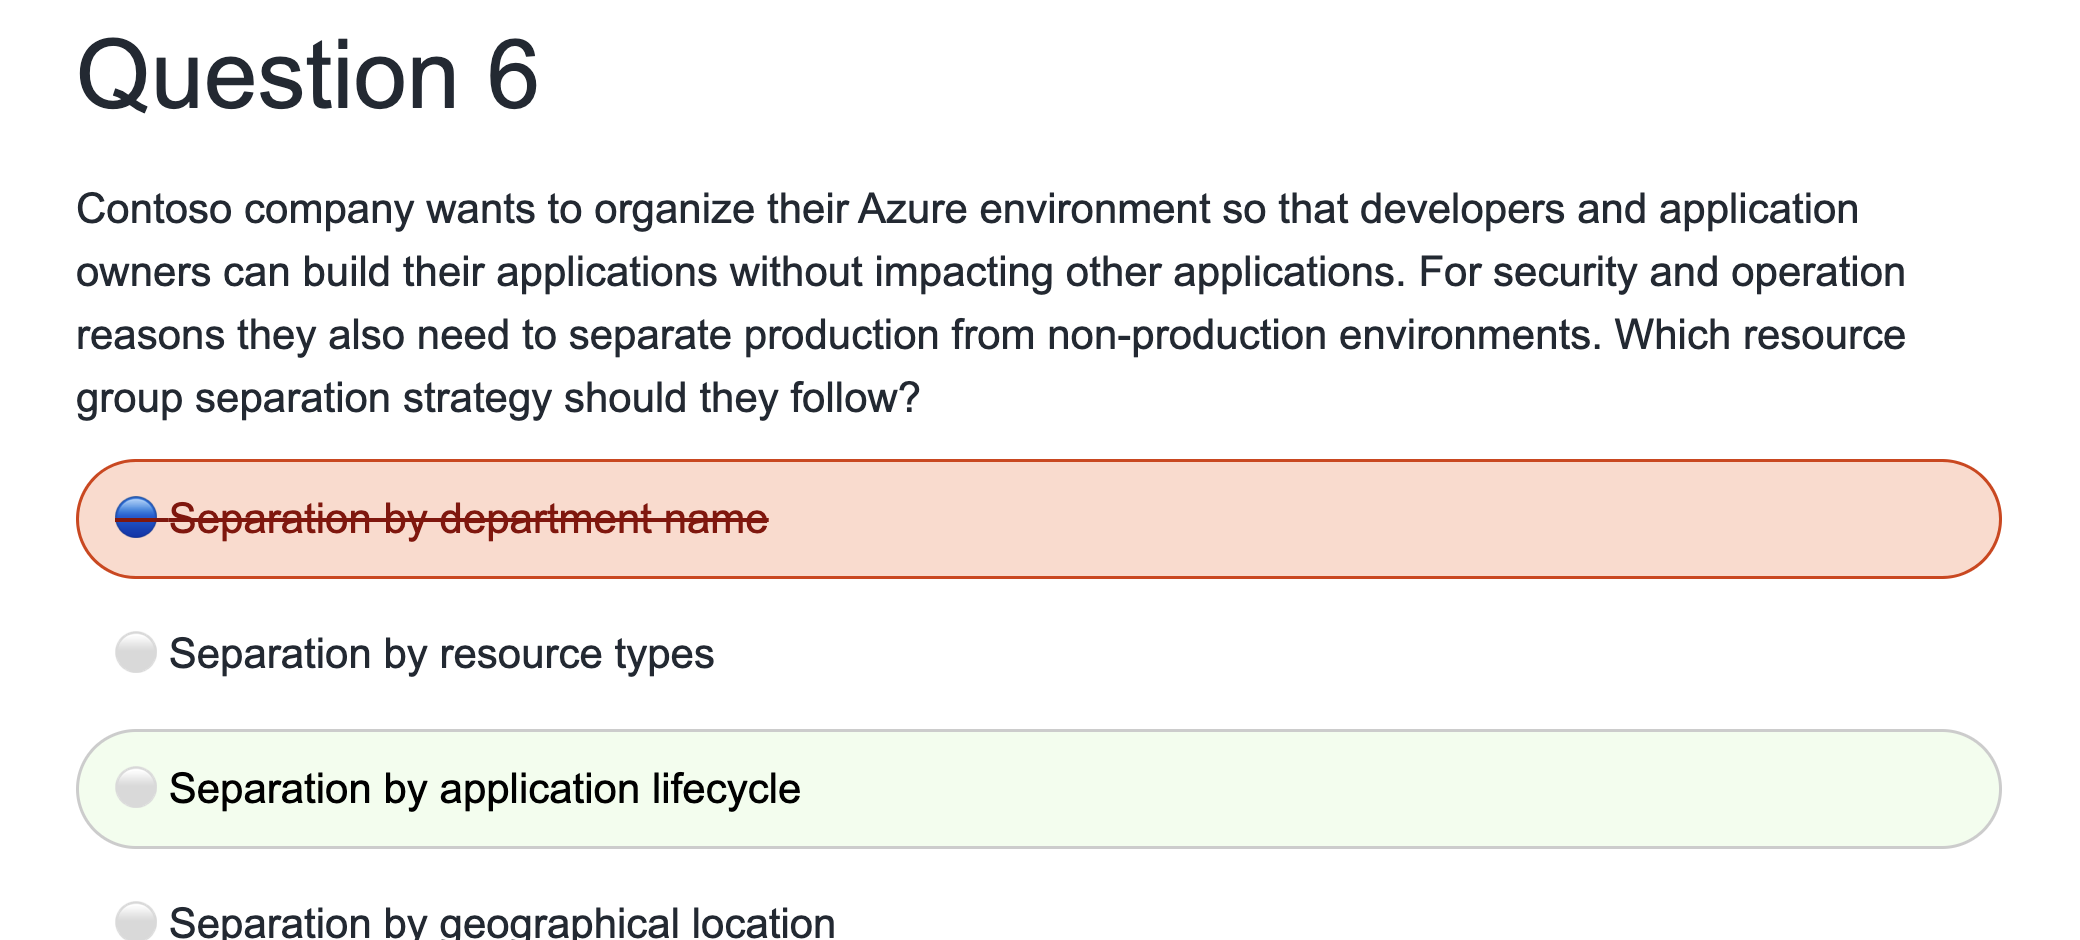 Question 6
Contoso company wants to organize their Azure environment so that developers and application
owners can build their applications without impacting other applications. For security and operation
reasons they also need to separate production from non-production environments. Which resource
group separation strategy should they follow?
Separation by department name
Separation by resource types
Separation by application lifecycle
Separation by geographical location